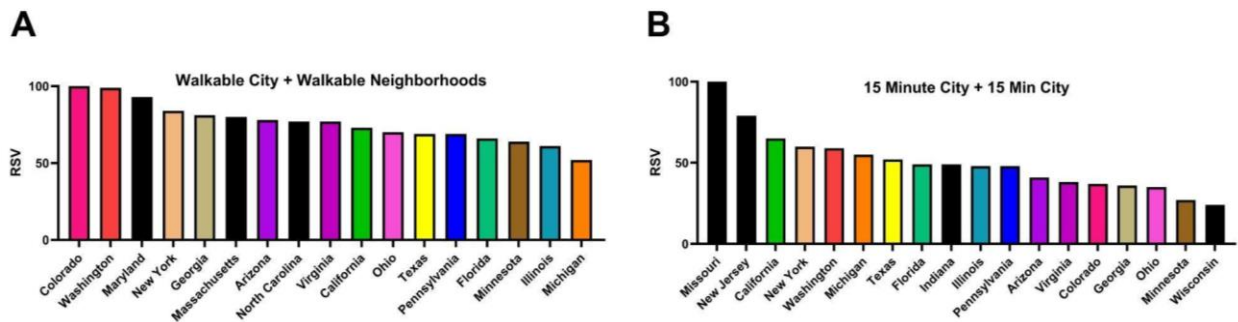 A
Walkable City + Walkable Neighborhoods
RSV
100
50
0
Colorado
Washington
Maryland
New York
Georgia
Massachusetts
Arizona
North Carolina
Virginia
California
Ohio
Texas
Pennsylvania
Florida
Minnesota
Illinois
Michigan
B
15 Minute City + 15 Min City
RSV
100
50
0
Missouri
New Jersey
California
New York
Washington
Michigan
Texas
Florida
Indiana
Illinois
Pennsylvania
Arizona
Virginia
Colorado
Georgia
Ohio
Minnesota
Wisconsin